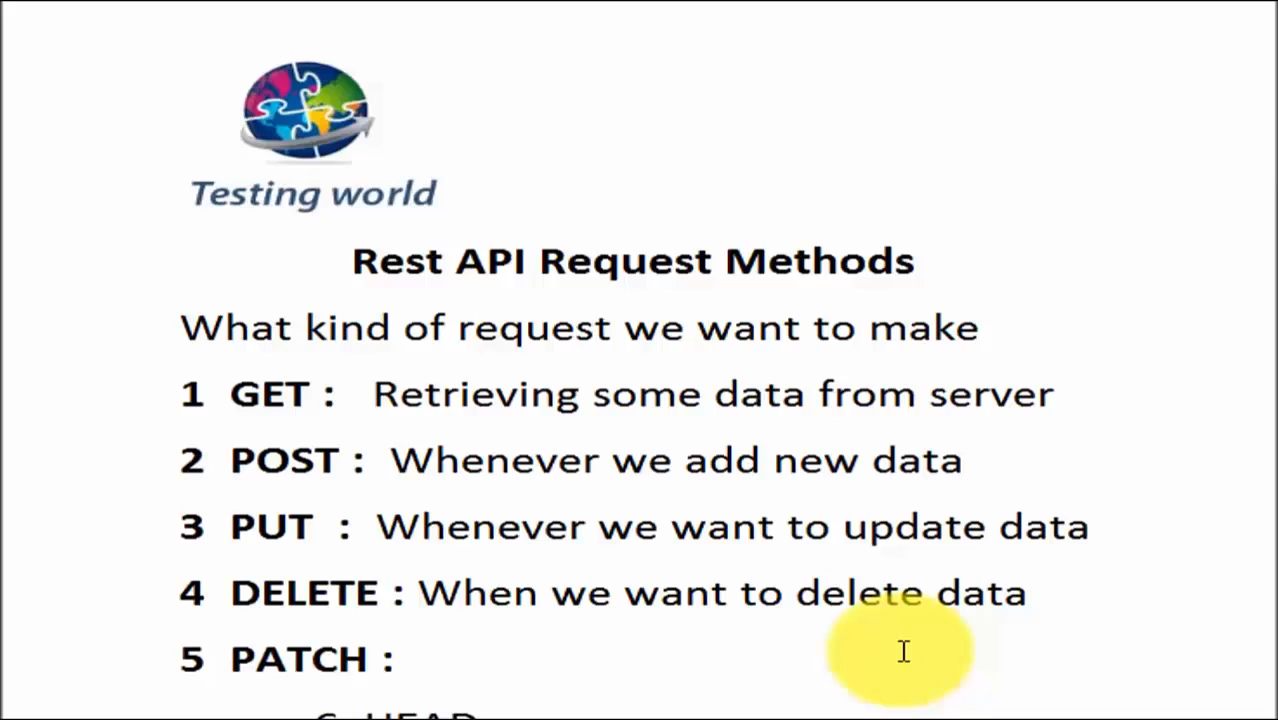 Testing world
Rest API Request Methods
What kind of request we want to make
1 GET : Retrieving some data from server
2 POST : Whenever we add new data
3 PUT : Whenever we want to update data
4 DELETE : When we want to delete data
5 PATCH :
6 HEAD